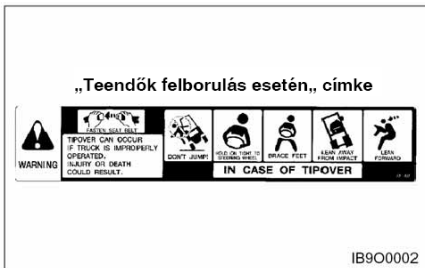 „Teendők felborulás esetén„ címke
WARNING
FASTEN SEAT BELT
TIPOVER CAN OCCUR
IF TRUCK IS IMPROPERLY
OPERATED.
INJURY OR DEATH
COULD RESULT.
DON'T JUMP!
HOLD ON TIGHT TO
STEERING WHEEL
BRACE FEET
LEAN AWAY
FROM IMPACT
LEAN
FORWARD
IN CASE OF TIPOVER
IB9O0002